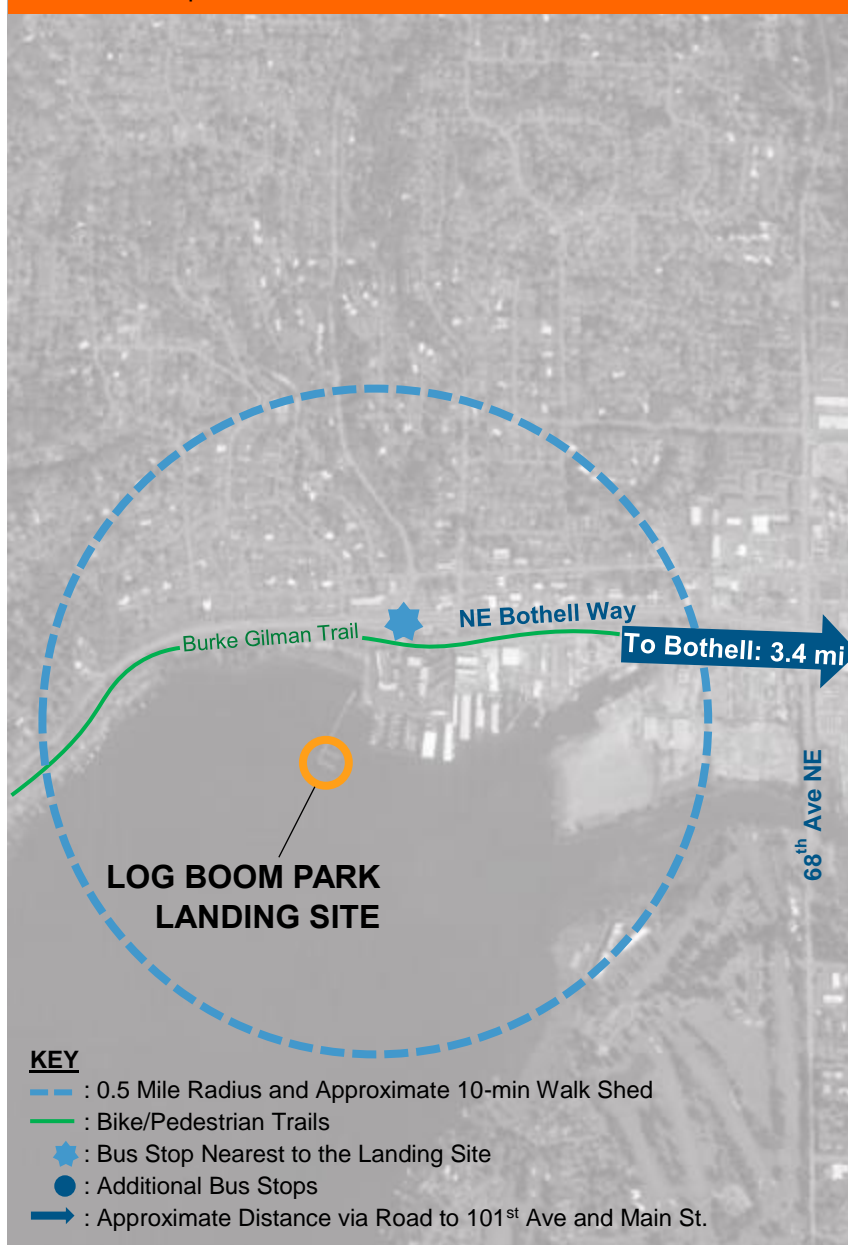 Burke Gilman Trail
NE Bothell Way
To Bothell: 3.4 mi
68th Ave NE
LOG BOOM PARK
LANDING SITE
KEY
: 0.5 Mile Radius and Approximate 10-min Walk Shed
: Bike/Pedestrian Trails
: Bus Stop Nearest to the Landing Site
: Additional Bus Stops
: Approximate Distance via Road to 101st Ave and Main St.